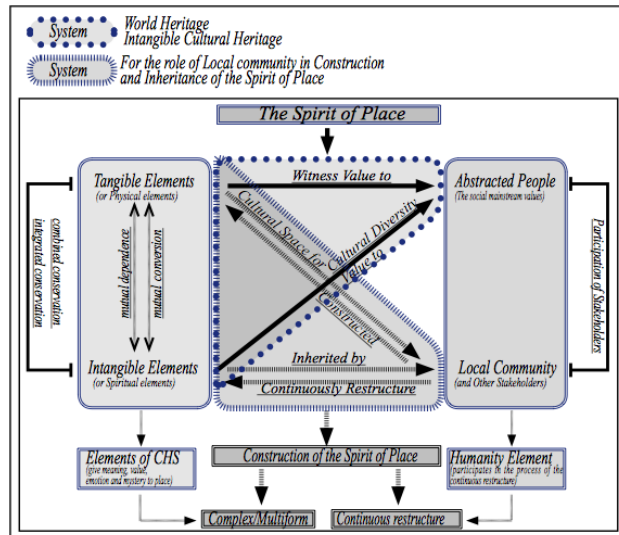 System
World Heritage
Intangible Cultural Heritage
System
For the role of Local community in Construction
and Inheritance of the Spirit of Place
The Spirit of Place
Tangible Elements
(or Physical elements)
mutual dependence
mutual conversion
Intangible Elements
(or Spiritual elements)
combined conservation
integrated conservation
Witness Value to
Cultural Space for
Constructed
Cultural Diversity
Value to
Inherited by
Continuously Restructure
Abstracted People
(The social mainstream values)
Local Community
(and Other Stakeholders)
Participation of Stakeholders
Elements of CHS
(give meaning, value,
emotion and mystery to place)
Construction of the Spirit of Place
Humanity Element
(participates in the process of the
continuous restructure)
Complex/Multiform
Continuous restructure